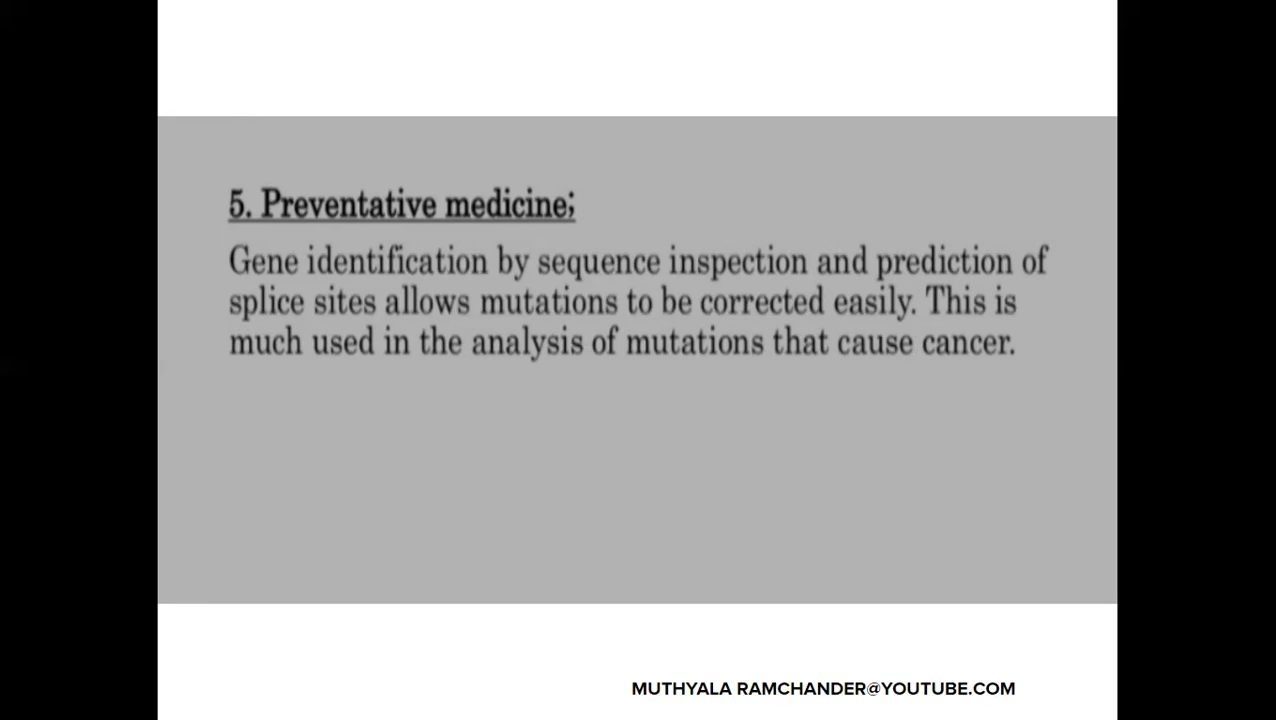 5. Preventative medicine;
Gene identification by sequence inspection and prediction of
splice sites allows mutations to be corrected easily. This is
much used in the analysis of mutations that cause cancer.
MUTHYALA RAMCHANDER@YOUTUBE.COM